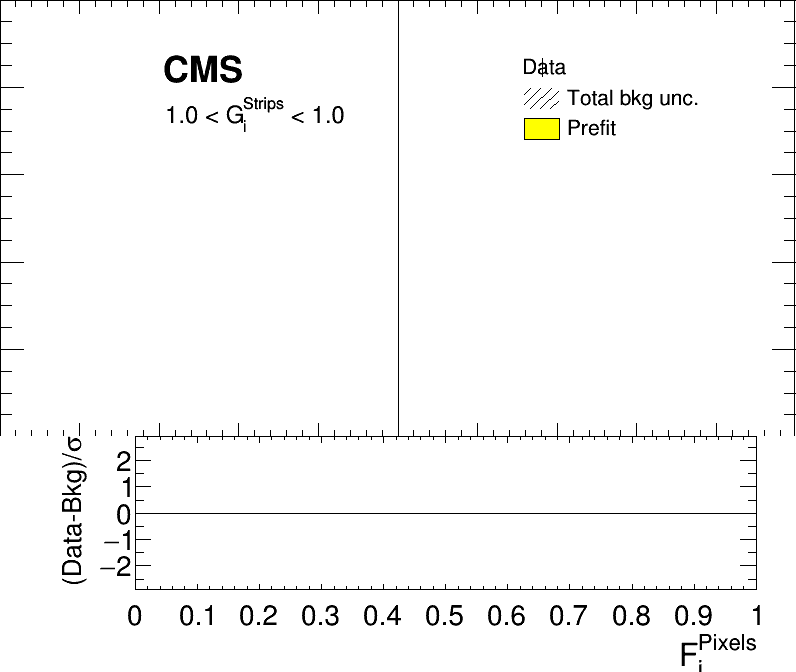 CMS
1.0 < G_i^Strips < 1.0
Data
Total bkg unc.
Prefit
(Data-Bkg)/σ
2
1
0
−1
−2
0 0.1 0.2 0.3 0.4 0.5 0.6 0.7 0.8 0.9 1
F_i^Pixels